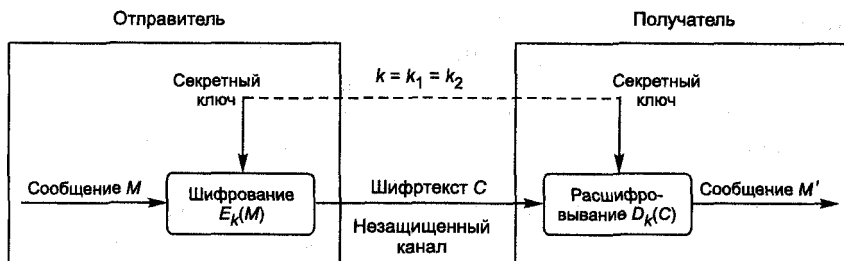 Отправитель
Получатель
Секретный
ключ
k = k1 = k2
Секретный
ключ
Сообщение M
Шифрование
Ek(M)
Шифртекст C
Незащищенный
канал
Расшифро-
вывание Dk(C)
Сообщение M'